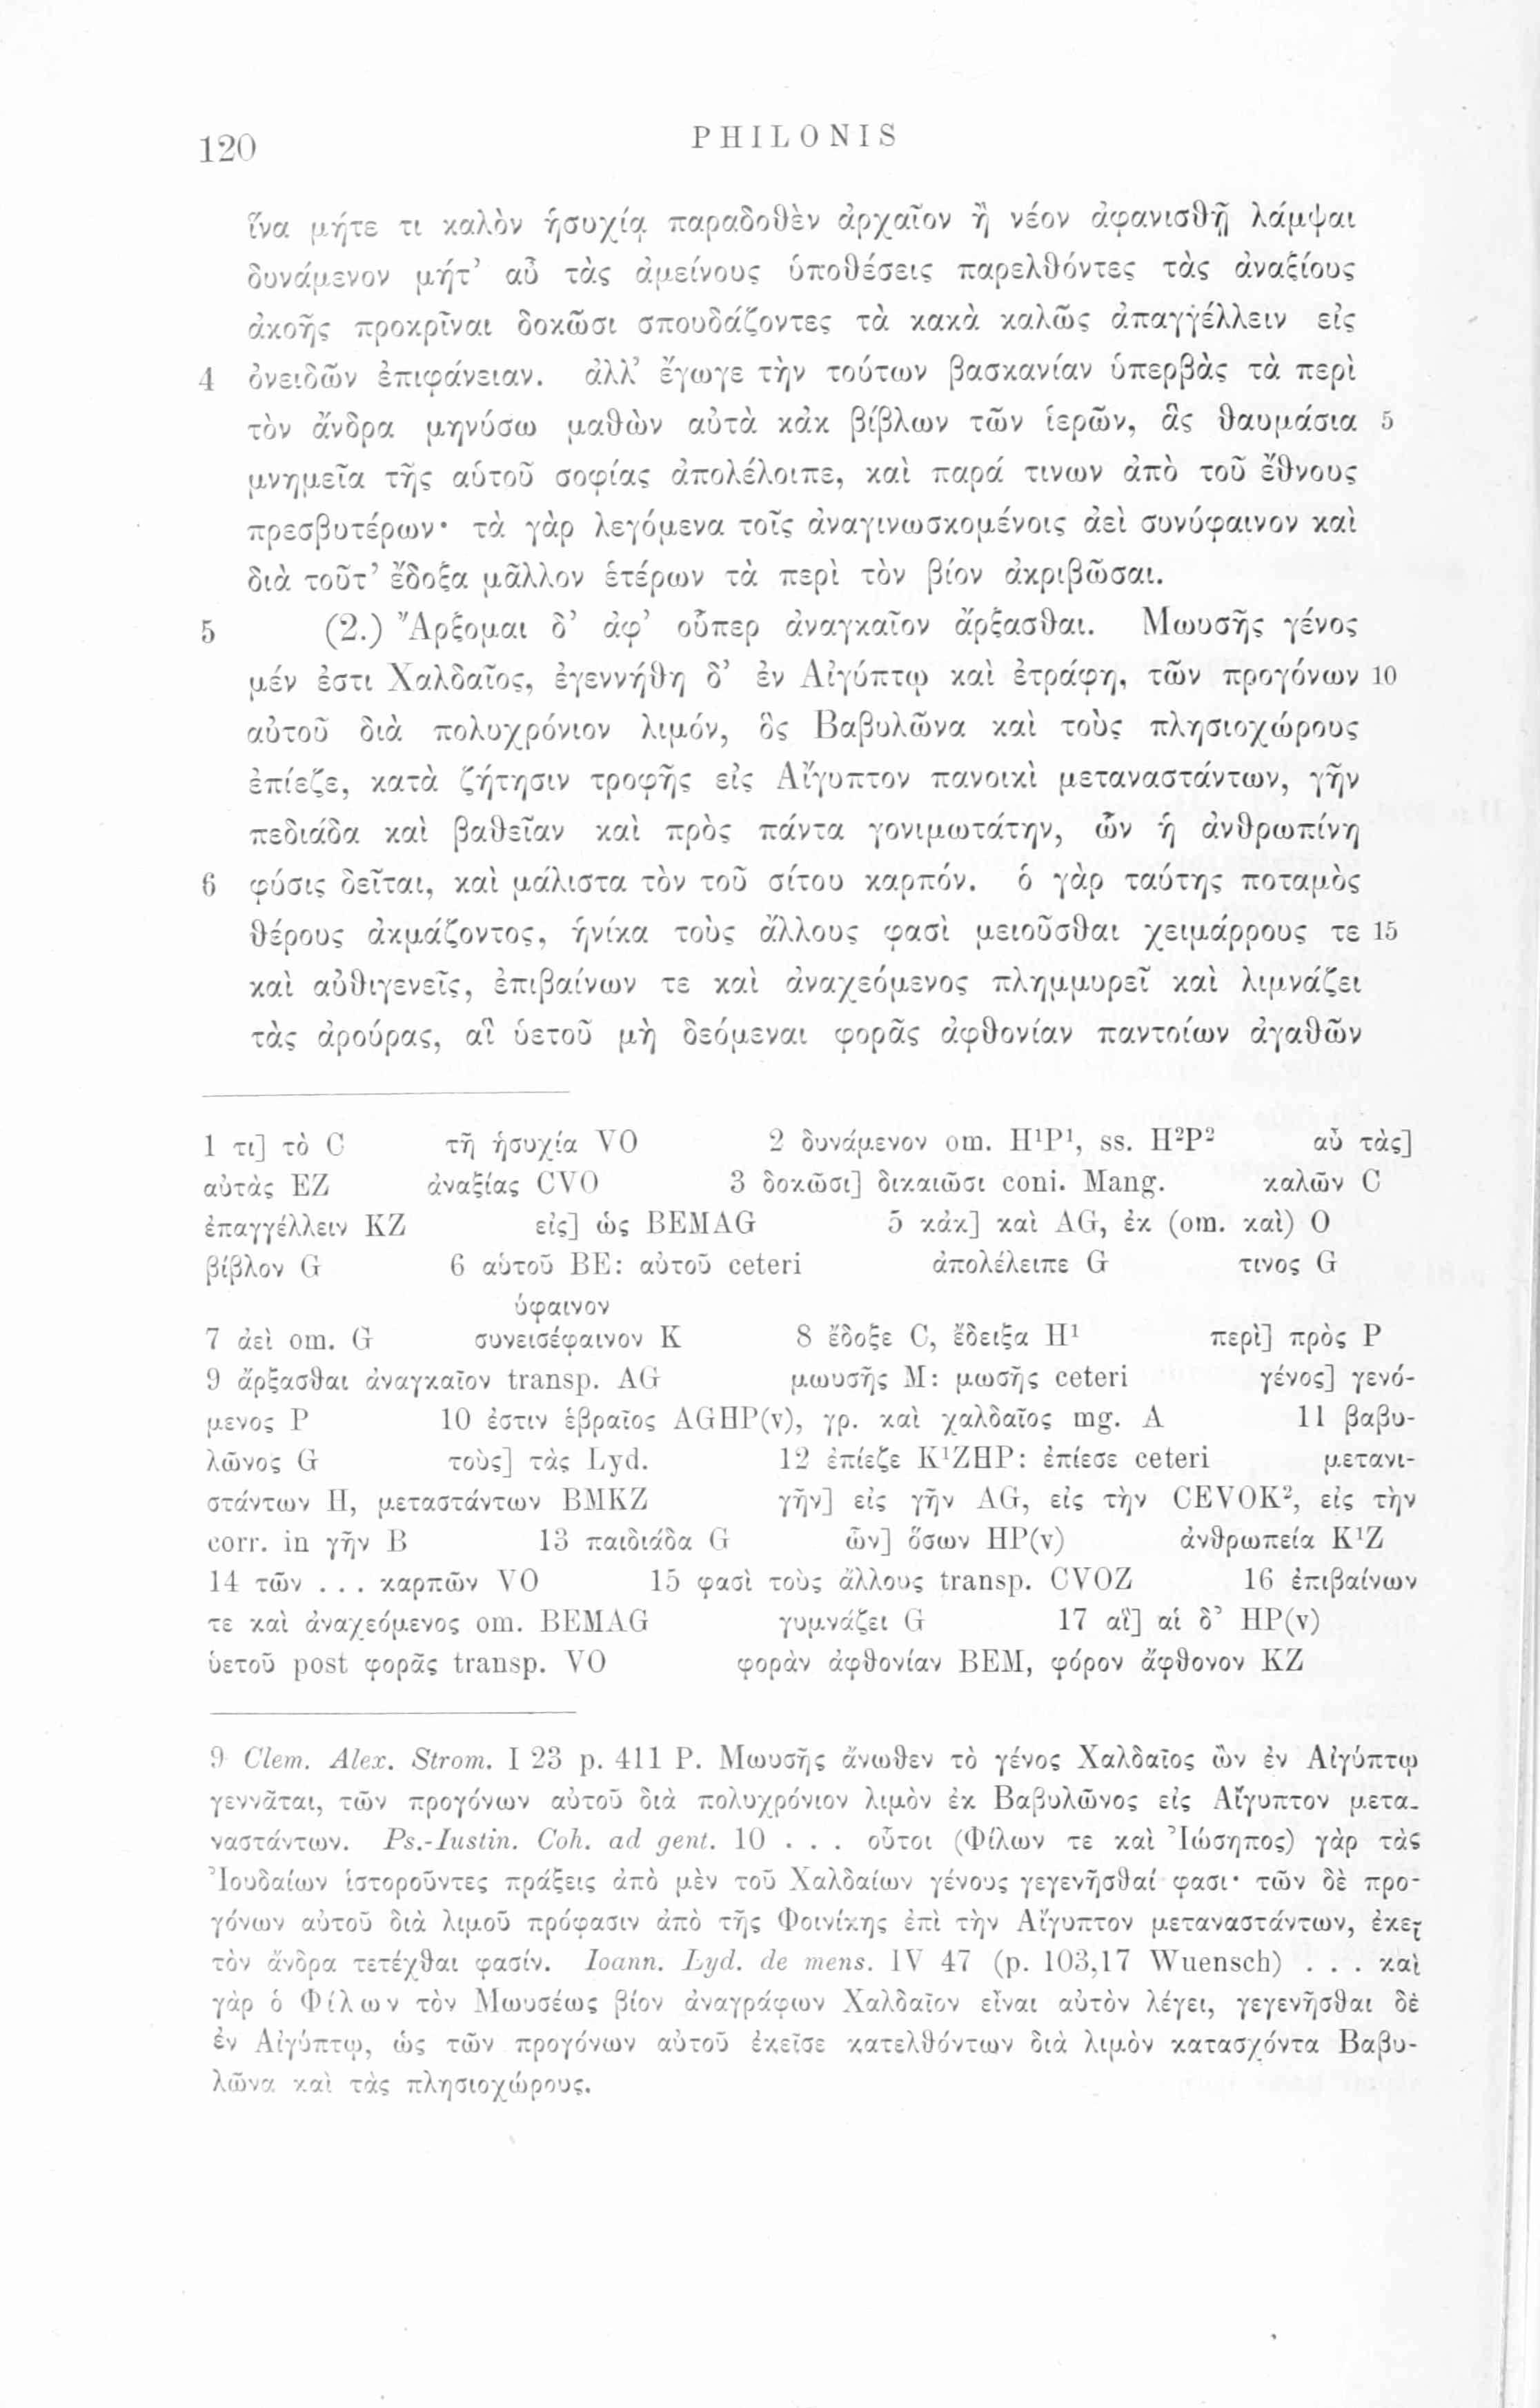 120
PHILONIS
ἵνα μήτε τι καλὸν ἡσυχίᾳ παραδοθὲν ἀρχαῖον ἢ νέον ἀφανισθῇ λάμψαι
δυνάμενον μήτ’ αὖ τὰς ἀμείνους ὑποθέσεις παρελθόντες τὰς ἀναξίους
ἀκοῆς προκρῖναι δοκῶσι σπουδάζοντες τὰ κακὰ καλῶς ἀπαγγέλλειν εἰς
4 ὀνειδῶν ἐπιφάνειαν. ἀλλ’ ἔγωγε τὴν τούτων βασκανίαν ὑπερβὰς τὰ περὶ
τὸν ἄνδρα μηνύσω μαθὼν αὐτὰ κἀκ βίβλων τῶν ἱερῶν, ἃς θαυμάσια 5
μνημεῖα τῆς αὑτοῦ σοφίας ἀπολέλοιπε, καὶ παρά τινων ἀπὸ τοῦ ἔθνους
πρεσβυτέρων· τὰ γὰρ λεγόμενα τοῖς ἀναγινωσκομένοις ἀεὶ συνύφαινον καὶ
διὰ τοῦτ’ ἔδοξα μᾶλλον ἑτέρων τὰ περὶ τὸν βίον ἀκριβῶσαι.
5 (2.) Ἄρξομαι δ’ ἀφ’ οὗπερ ἀναγκαῖον ἄρξασθαι. Μωυσῆς γένος
μέν ἐστι Χαλδαῖος, ἐγεννήθη δ’ ἐν Αἰγύπτῳ καὶ ἐτράφη, τῶν προγόνων 10
αὐτοῦ διὰ πολυχρόνιον λιμόν, ὃς Βαβυλῶνα καὶ τοὺς πλησιοχώρους
ἐπίεζε, κατὰ ζήτησιν τροφῆς εἰς Αἴγυπτον πανοικὶ μεταναστάντων, γῆν
πεδιάδα καὶ βαθεῖαν καὶ πρὸς πάντα γονιμωτάτην, ὧν ἡ ἀνθρωπίνη
6 φύσις δεῖται, καὶ μάλιστα τὸν τοῦ σίτου καρπόν. ὁ γὰρ ταύτης ποταμὸς
θέρους ἀκμάζοντος, ἡνίκα τοὺς ἄλλους φασὶ μειοῦσθαι χειμάρρους τε 15
καὶ αὐθιγενεῖς, ἐπιβαίνων τε καὶ ἀναχεόμενος πλημμυρεῖ καὶ λιμνάζει
τὰς ἀρούρας, αἳ ὑετοῦ μὴ δεόμεναι φορᾶς ἀφθονίαν παντοίων ἀγαθῶν
1 τι] τὸ C τῆ ἡσυχία VO 2 δυνάμενον om. H¹P¹, ss. H²P² αὖ τὰς]
αὐτὰς EZ ἀναξίας CVO 3 δοκῶσι] δικαιῶσι coni. Mang. καλῶν C
ἐπαγγέλλειν KZ εἰς] ὡς BEMAG 5 κἀκ] καὶ AG, ἐκ (om. καὶ) O
βίβλον G 6 αὑτοῦ BE: αὐτοῦ ceteri ἀπολέλειπε G τινος G
ύφαινον
7 ἀεὶ om. G συνεισέφαινον K 8 ἔδοξε C, ἔδειξα H¹ περὶ] πρὸς P
9 ἄρξασθαι ἀναγκαῖον transp. AG μωυσῆς M: μωσῆς ceteri γένος] γενό-
μενος P 10 ἐστιν ἑβραῖος AGHP(v), γρ. καὶ χαλδαῖος mg. A 11 βαβυ-
λῶνος G τοὺς] τὰς Lyd. 12 ἐπίεζε K¹ZHP: ἐπίεσε ceteri μετανι-
στάντων H, μεταστάντων BMKZ γῆν] εἰς γῆν AG, εἰς τὴν CEVOK², εἰς τὴν
corr. in γῆν B 13 παιδιάδα G ὧν] ὅσων HP(v) ἀνθρωπεία K¹Z
14 τῶν . . . καρπῶν VO 15 φασὶ τοὺς ἄλλους transp. CVOZ 16 ἐπιβαίνων
τε καὶ ἀναχεόμενος om. BEMAG γυμνάζει G 17 αἳ] αἱ δ’ HP(v)
ὑετοῦ post φορᾶς transp. VO φορὰν ἀφθονίαν BEM, φόρον ἄφθονον KZ
9 Clem. Alex. Strom. I 23 p. 411 P. Μωυσῆς ἄνωθεν τὸ γένος Χαλδαῖος ὢν ἐν Αἰγύπτῳ
γεννᾶται, τῶν προγόνων αὐτοῦ διὰ πολυχρόνιον λιμὸν ἐκ Βαβυλῶνος εἰς Αἴγυπτον μετα-
ναστάντων. Ps.-Iustin. Coh. ad gent. 10 . . . οὗτοι (Φίλων τε καὶ Ἰώσηπος) γὰρ τὰς
Ἰουδαίων ἱστοροῦντες πράξεις ἀπὸ μὲν τοῦ Χαλδαίων γένους γεγενῆσθαί φασι· τῶν δὲ προ-
γόνων αὐτοῦ διὰ λιμοῦ πρόφασιν ἀπὸ τῆς Φοινίκης ἐπὶ τὴν Αἴγυπτον μεταναστάντων, ἐκεῖ
τὸν ἄνδρα τετέχθαι φασίν. Ioann. Lyd. de mens. IV 47 (p. 103,17 Wuensch) . . . καὶ
γὰρ ὁ Φίλων τὸν Μωυσέως βίον ἀναγράφων Χαλδαῖον εἶναι αὐτὸν λέγει, γεγενῆσθαι δὲ
ἐν Αἰγύπτῳ, ὡς τῶν προγόνων αὐτοῦ ἐκεῖσε κατελθόντων διὰ λιμὸν κατασχόντα Βαβυ-
λῶνα καὶ τὰς πλησιοχώρους.